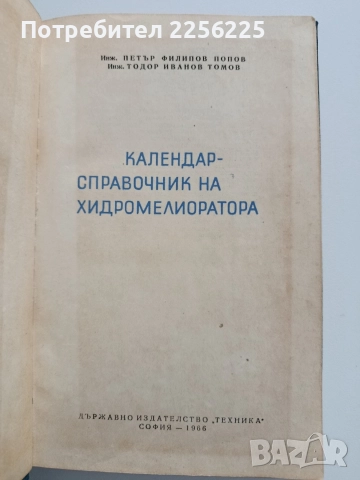 Потребител 2256225
Инж. ПЕТЪР ФИЛИПОВ ПОПОВ
Инж. ТОДОР ИВАНОВ ТОМОВ
КАЛЕНДАР-
СПРАВОЧНИК НА
ХИДРОМЕЛИОРАТОРА
ДЪРЖАВНО ИЗДАТЕЛСТВО „ТЕХНИКА“
СОФИЯ — 1966
BAZAR